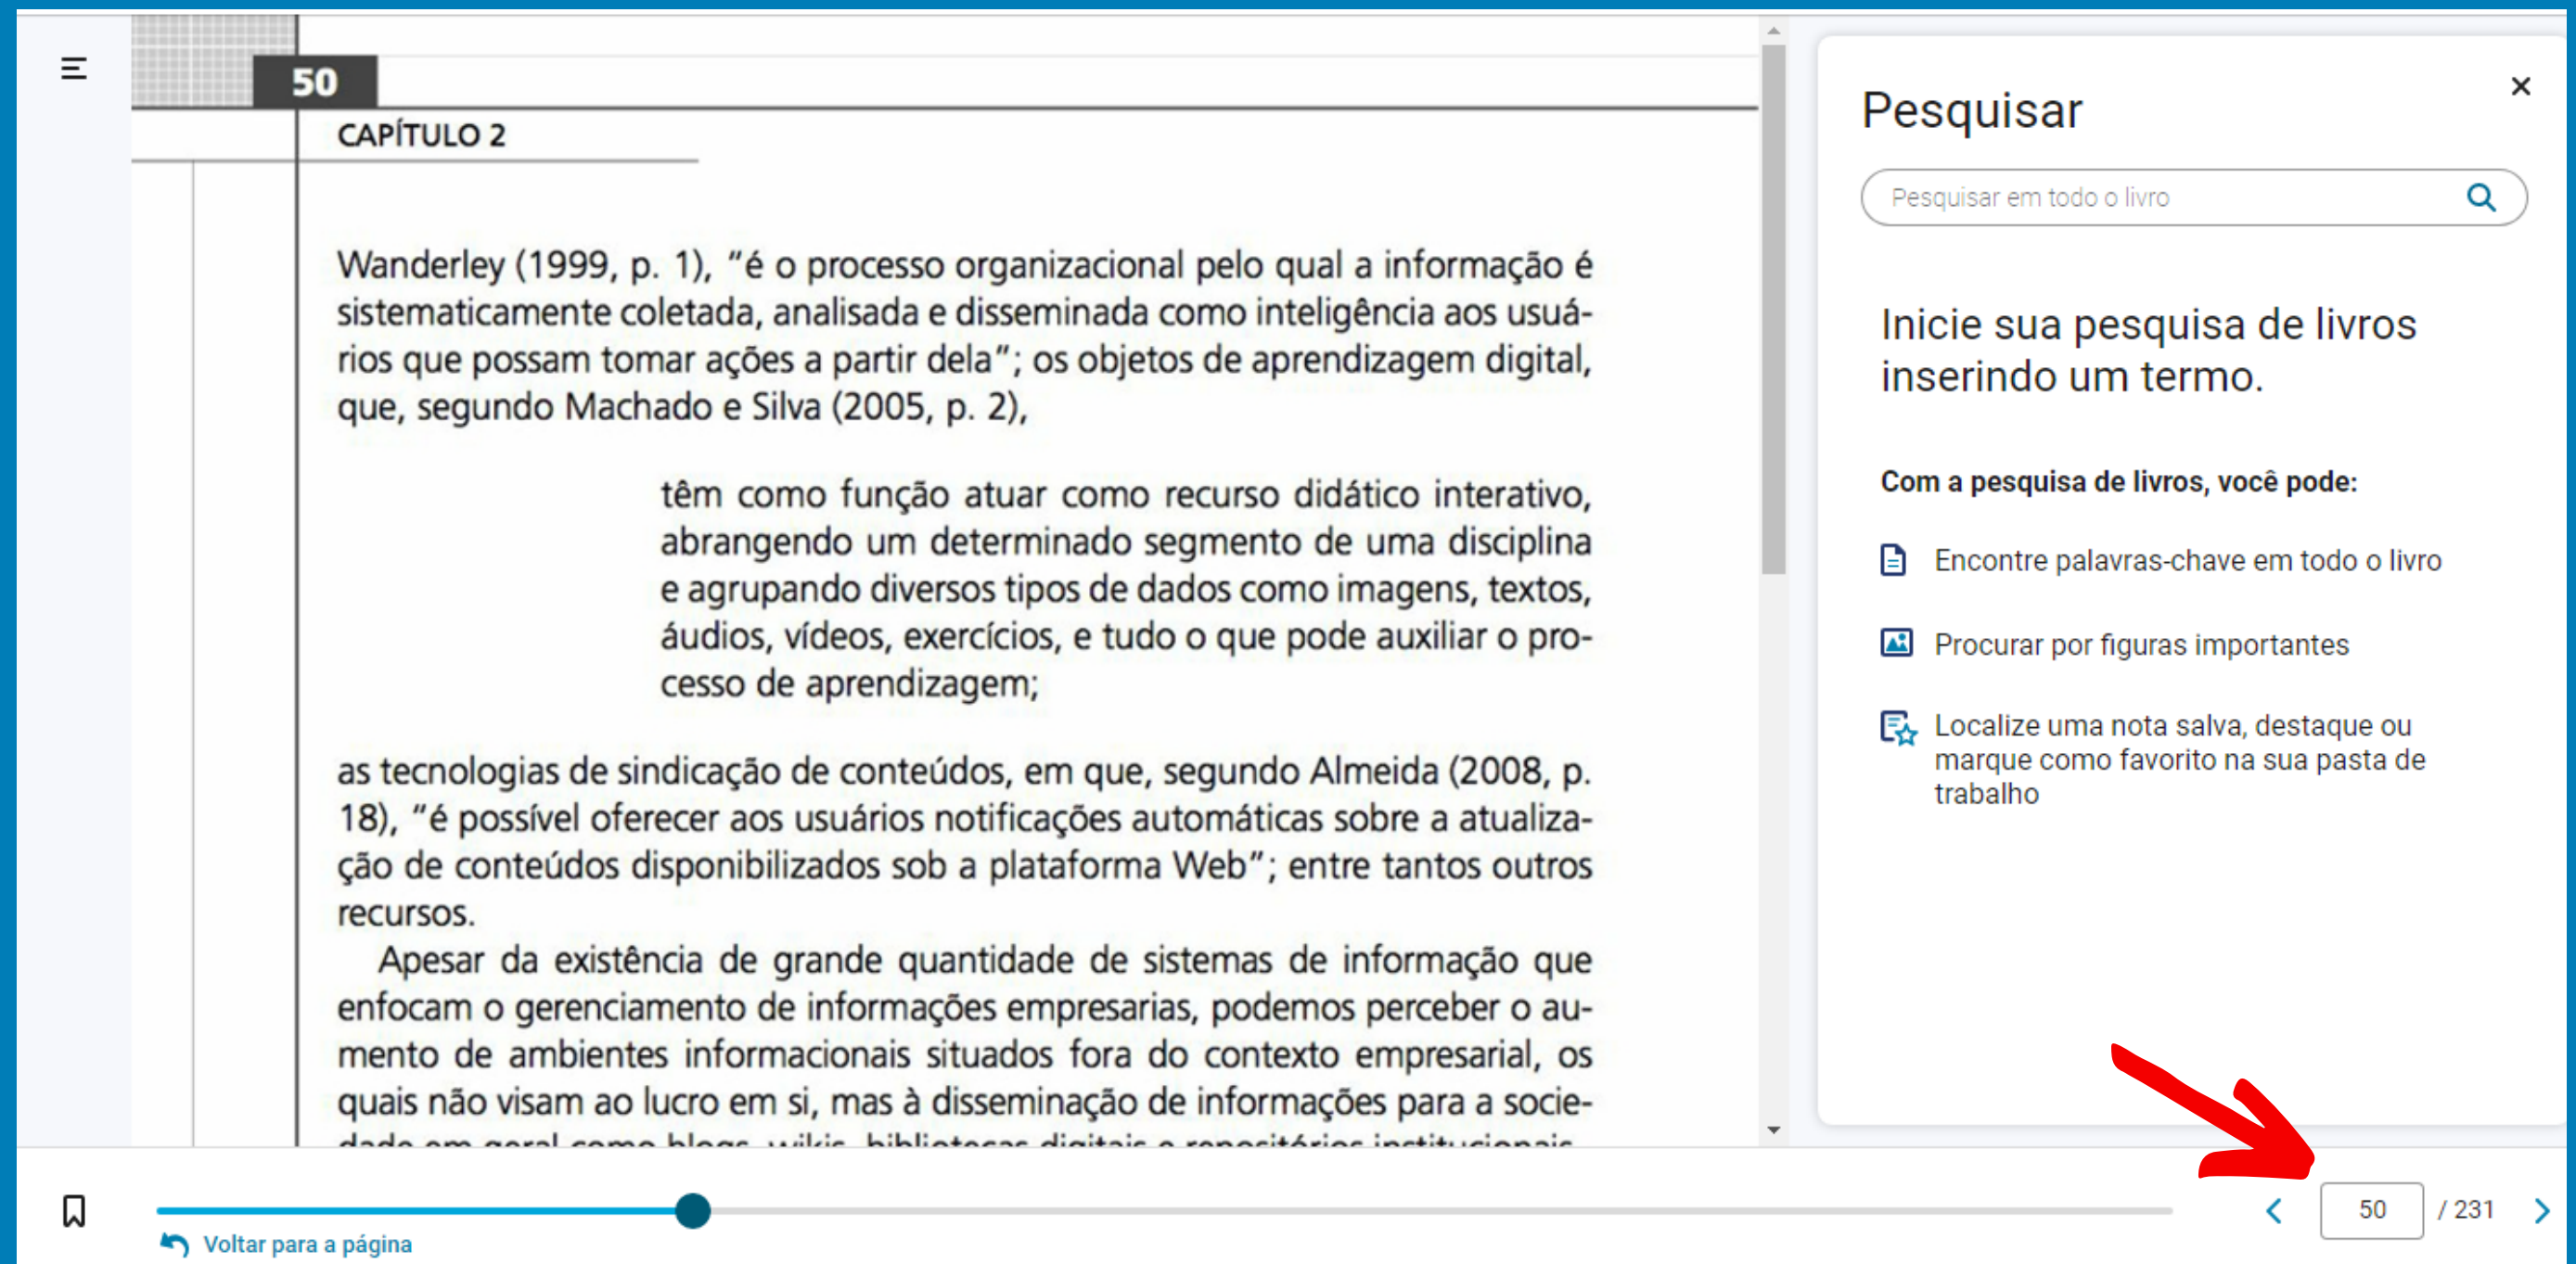 50
CAPÍTULO 2
Wanderley (1999, p. 1), "é o processo organizacional pelo qual a informação é
sistematicamente coletada, analisada e disseminada como inteligência aos usuá-
rios que possam tomar ações a partir dela"; os objetos de aprendizagem digital,
que, segundo Machado e Silva (2005, p. 2),
têm como função atuar como recurso didático interativo,
abrangendo um determinado segmento de uma disciplina
e agrupando diversos tipos de dados como imagens, textos,
áudios, vídeos, exercícios, e tudo o que pode auxiliar o pro-
cesso de aprendizagem;
as tecnologias de sindicação de conteúdos, em que, segundo Almeida (2008, p.
18), "é possível oferecer aos usuários notificações automáticas sobre a atualiza-
ção de conteúdos disponibilizados sob a plataforma Web"; entre tantos outros
recursos.
Apesar da existência de grande quantidade de sistemas de informação que
enfocam o gerenciamento de informações empresarias, podemos perceber o au-
mento de ambientes informacionais situados fora do contexto empresarial, os
quais não visam ao lucro em si, mas à disseminação de informações para a socie-
dade em geral como blogs, wikis, bibliotecas digitais e repositórios institucionais.
Pesquisar
Pesquisar em todo o livro
Inicie sua pesquisa de livros
inserindo um termo.
Com a pesquisa de livros, você pode:
Encontre palavras-chave em todo o livro
Procurar por figuras importantes
Localize uma nota salva, destaque ou
marque como favorito na sua pasta de
trabalho
Voltar para a página
50 / 231